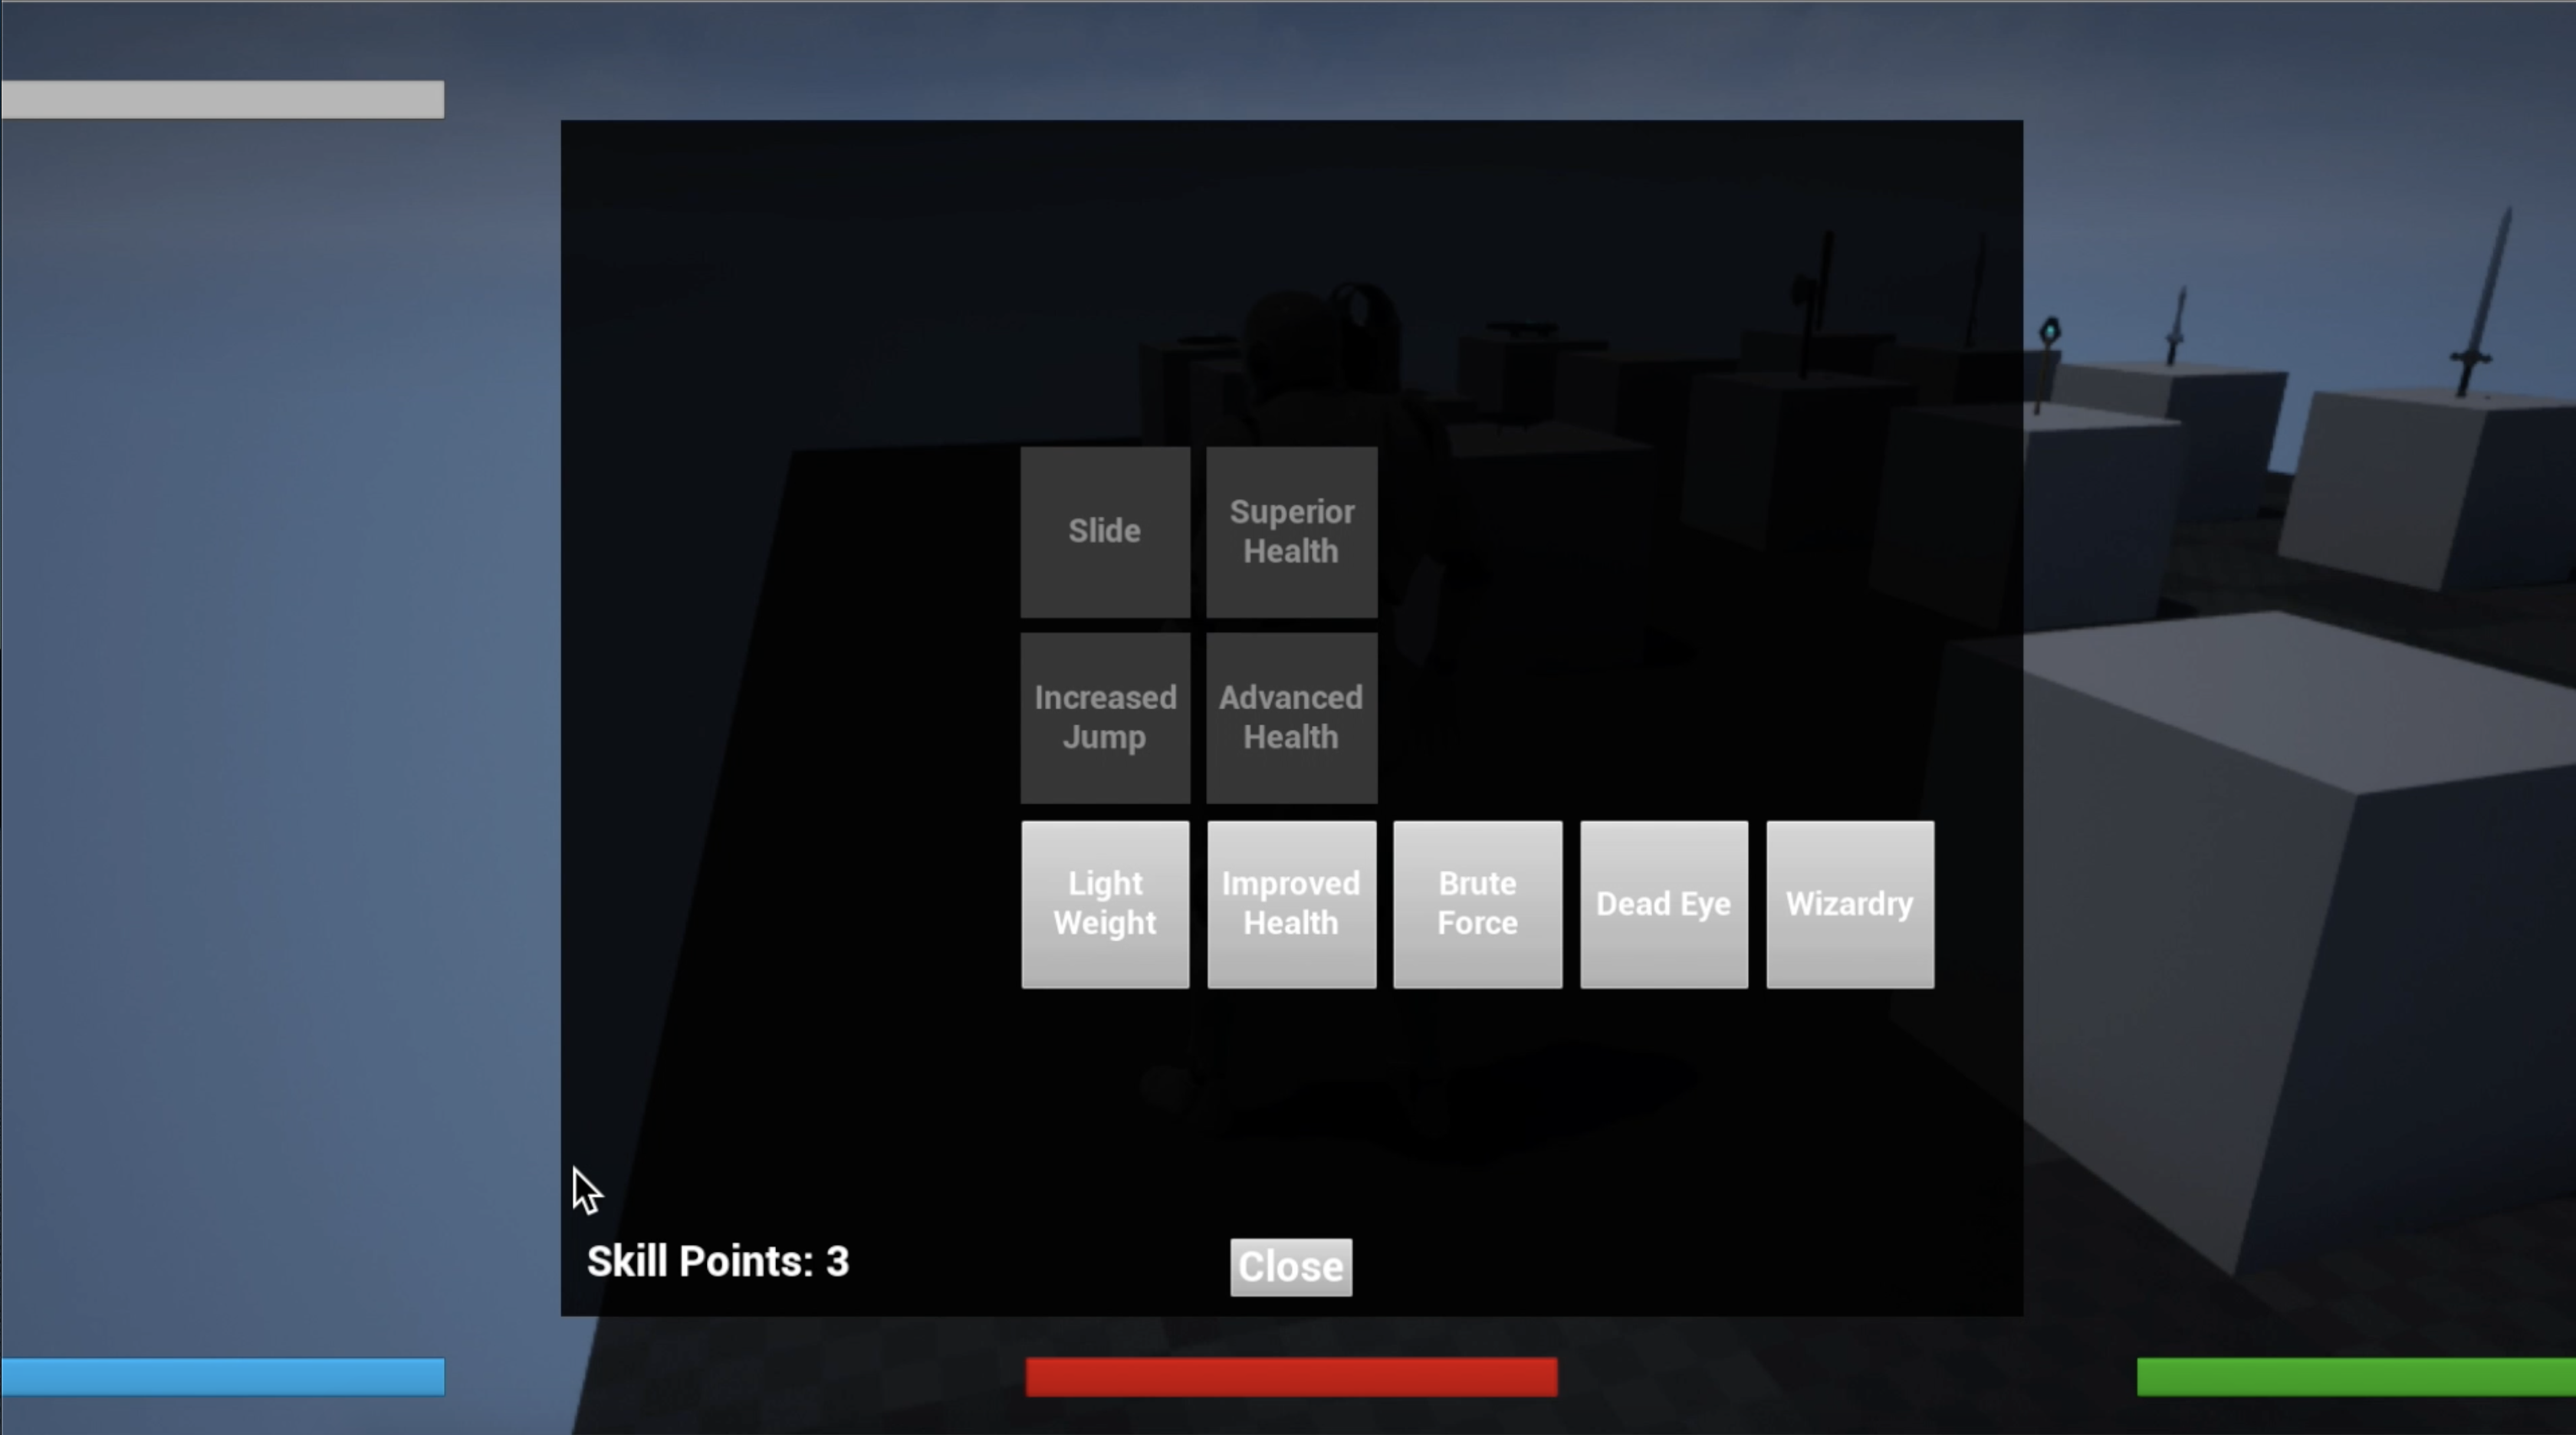 Slide
Superior
Health
Increased
Jump
Advanced
Health
Light
Weight
Improved
Health
Brute
Force
Dead Eye
Wizardry
Skill Points: 3
Close